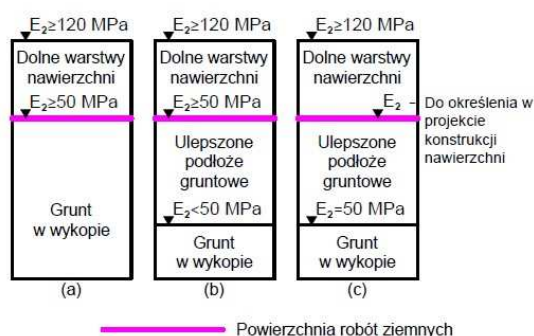 E₂≥120 MPa
Dolne warstwy
nawierzchni
E₂≥50 MPa
Grunt
w wykopie
(a)
E₂≥120 MPa
Dolne warstwy
nawierzchni
E₂≥50 MPa
Ulepszone
podłoże
gruntowe
E₂<50 MPa
Grunt
w wykopie
(b)
E₂≥120 MPa
Dolne warstwy
nawierzchni
E₂ - Do określenia w
projekcie
konstrukcji
nawierzchni
Ulepszone
podłoże
gruntowe
E₂=50 MPa
Grunt
w wykopie
(c)
Powierzchnia robót ziemnych